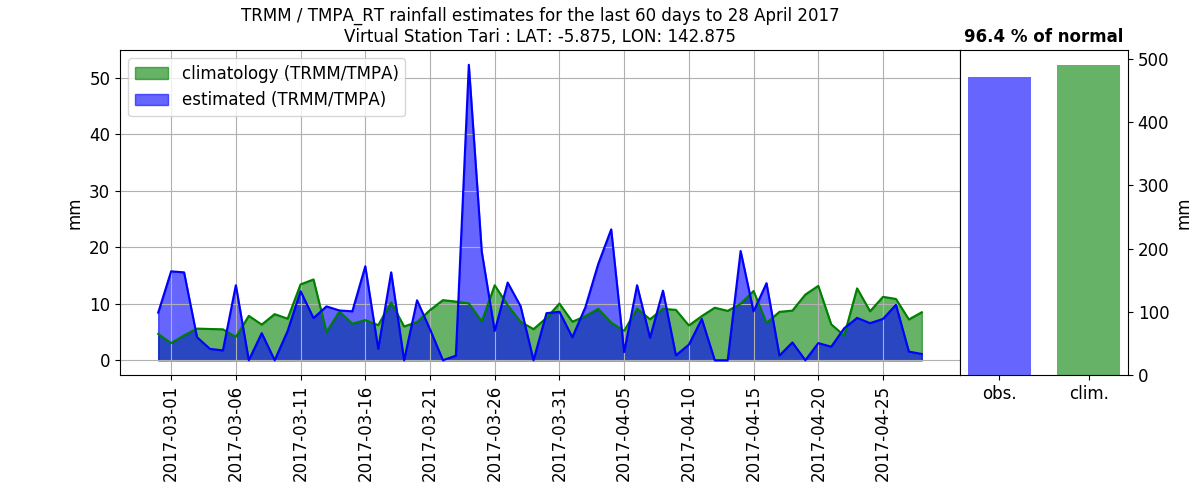 TRMM / TMPA_RT rainfall estimates for the last 60 days to 28 April 2017
Virtual Station Tari : LAT: -5.875, LON: 142.875
96.4 % of normal
climatology (TRMM/TMPA)
estimated (TRMM/TMPA)
mm
50
40
30
20
10
0
2017-03-01
2017-03-06
2017-03-11
2017-03-16
2017-03-21
2017-03-26
2017-03-31
2017-04-05
2017-04-10
2017-04-15
2017-04-20
2017-04-25
500
400
300
200
100
0
mm
obs.
clim.